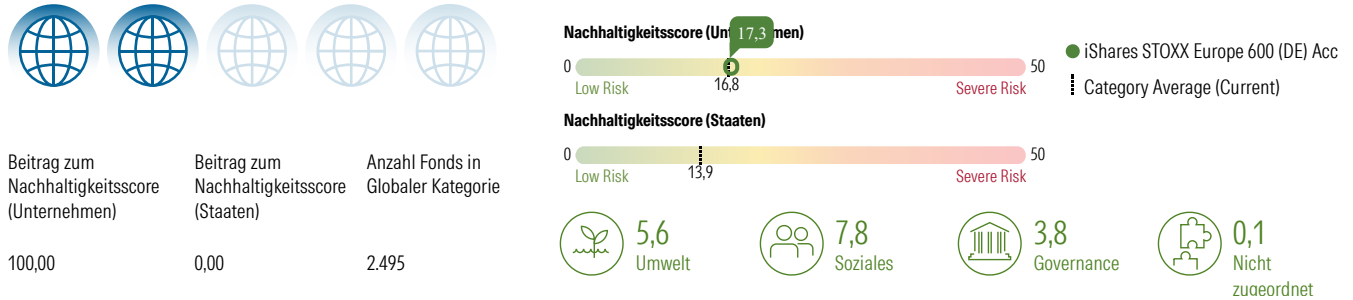 Beitrag zum
Nachhaltigkeitsscore
(Unternehmen)
100,00
Beitrag zum
Nachhaltigkeitsscore
(Staaten)
0,00
Anzahl Fonds in
Globaler Kategorie
2.495
Nachhaltigkeitsscore (Unt men)
17,3
0
50
Low Risk
16,8
Severe Risk
Nachhaltigkeitsscore (Staaten)
0
50
Low Risk
13,9
Severe Risk
iShares STOXX Europe 600 (DE) Acc
Category Average (Current)
5,6
Umwelt
7,8
Soziales
3,8
Governance
0,1
Nicht
zugeordnet